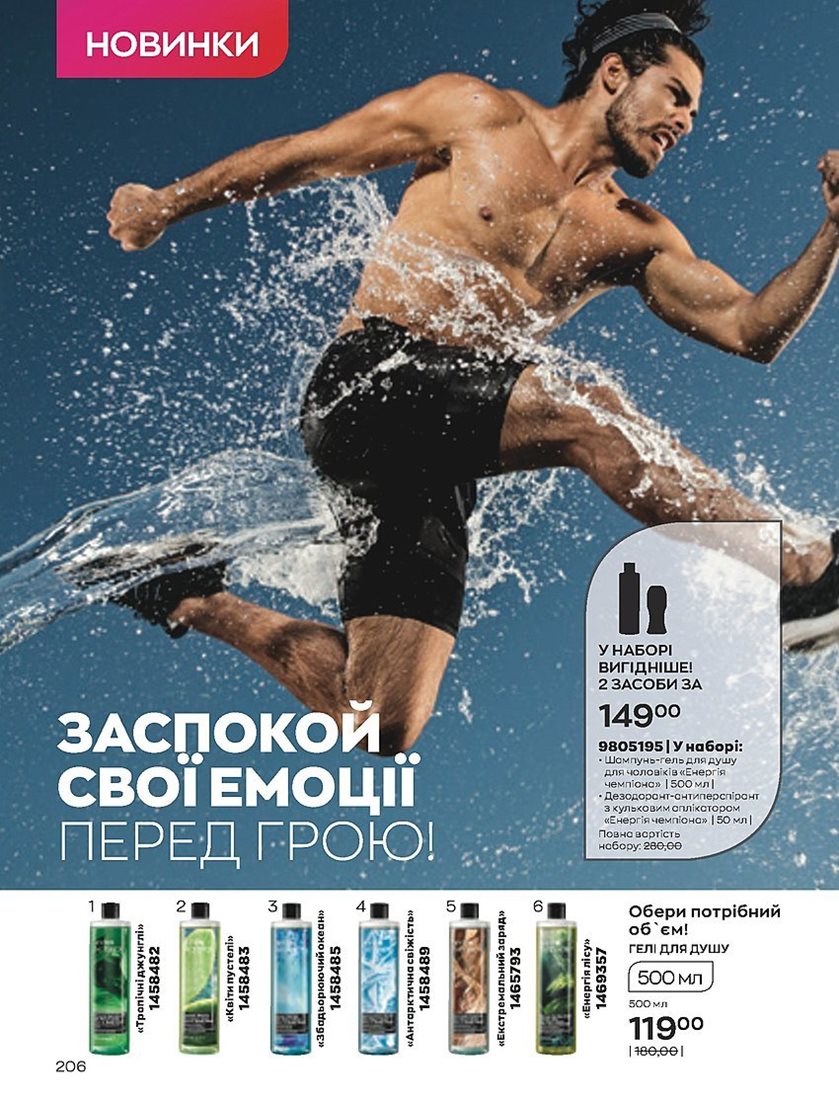 НОВИНКИ
У НАБОРІ
ВИГІДНІШЕ!
2 ЗАСОБИ ЗА
149⁰⁰
9805195 | У наборі:
• Шампунь-гель для душу
для чоловіків «Енергія
чемпіона» | 500 мл |
• Дезодорант-антиперспірант
з кульковим аплікатором
«Енергія чемпіона» | 50 мл |
Повна вартість
набору: 280,00
ЗАСПОКОЙ
СВОЇ ЕМОЦІЇ
ПЕРЕД ГРОЮ!
1
«Тропічні джунглі»
1458482
2
«Квіти пустелі»
1458483
3
«Збадьорюючий океан»
1458485
4
«Антарктична свіжість»
1458489
5
«Екстремальний заряд»
1465793
6
«Енергія лісу»
1469357
Обери потрібний
об`єм!
ГЕЛІ ДЛЯ ДУШУ
500 мл
500 мл
119⁰⁰
| 180,00 |
206